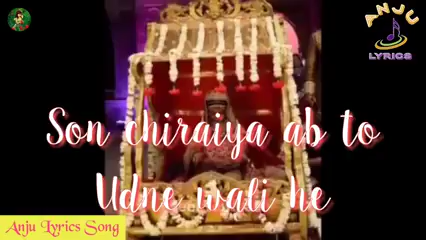 ANJU
LYRICS
Son chiraiya ab to
Udne wali he
Anju Lyrics Song